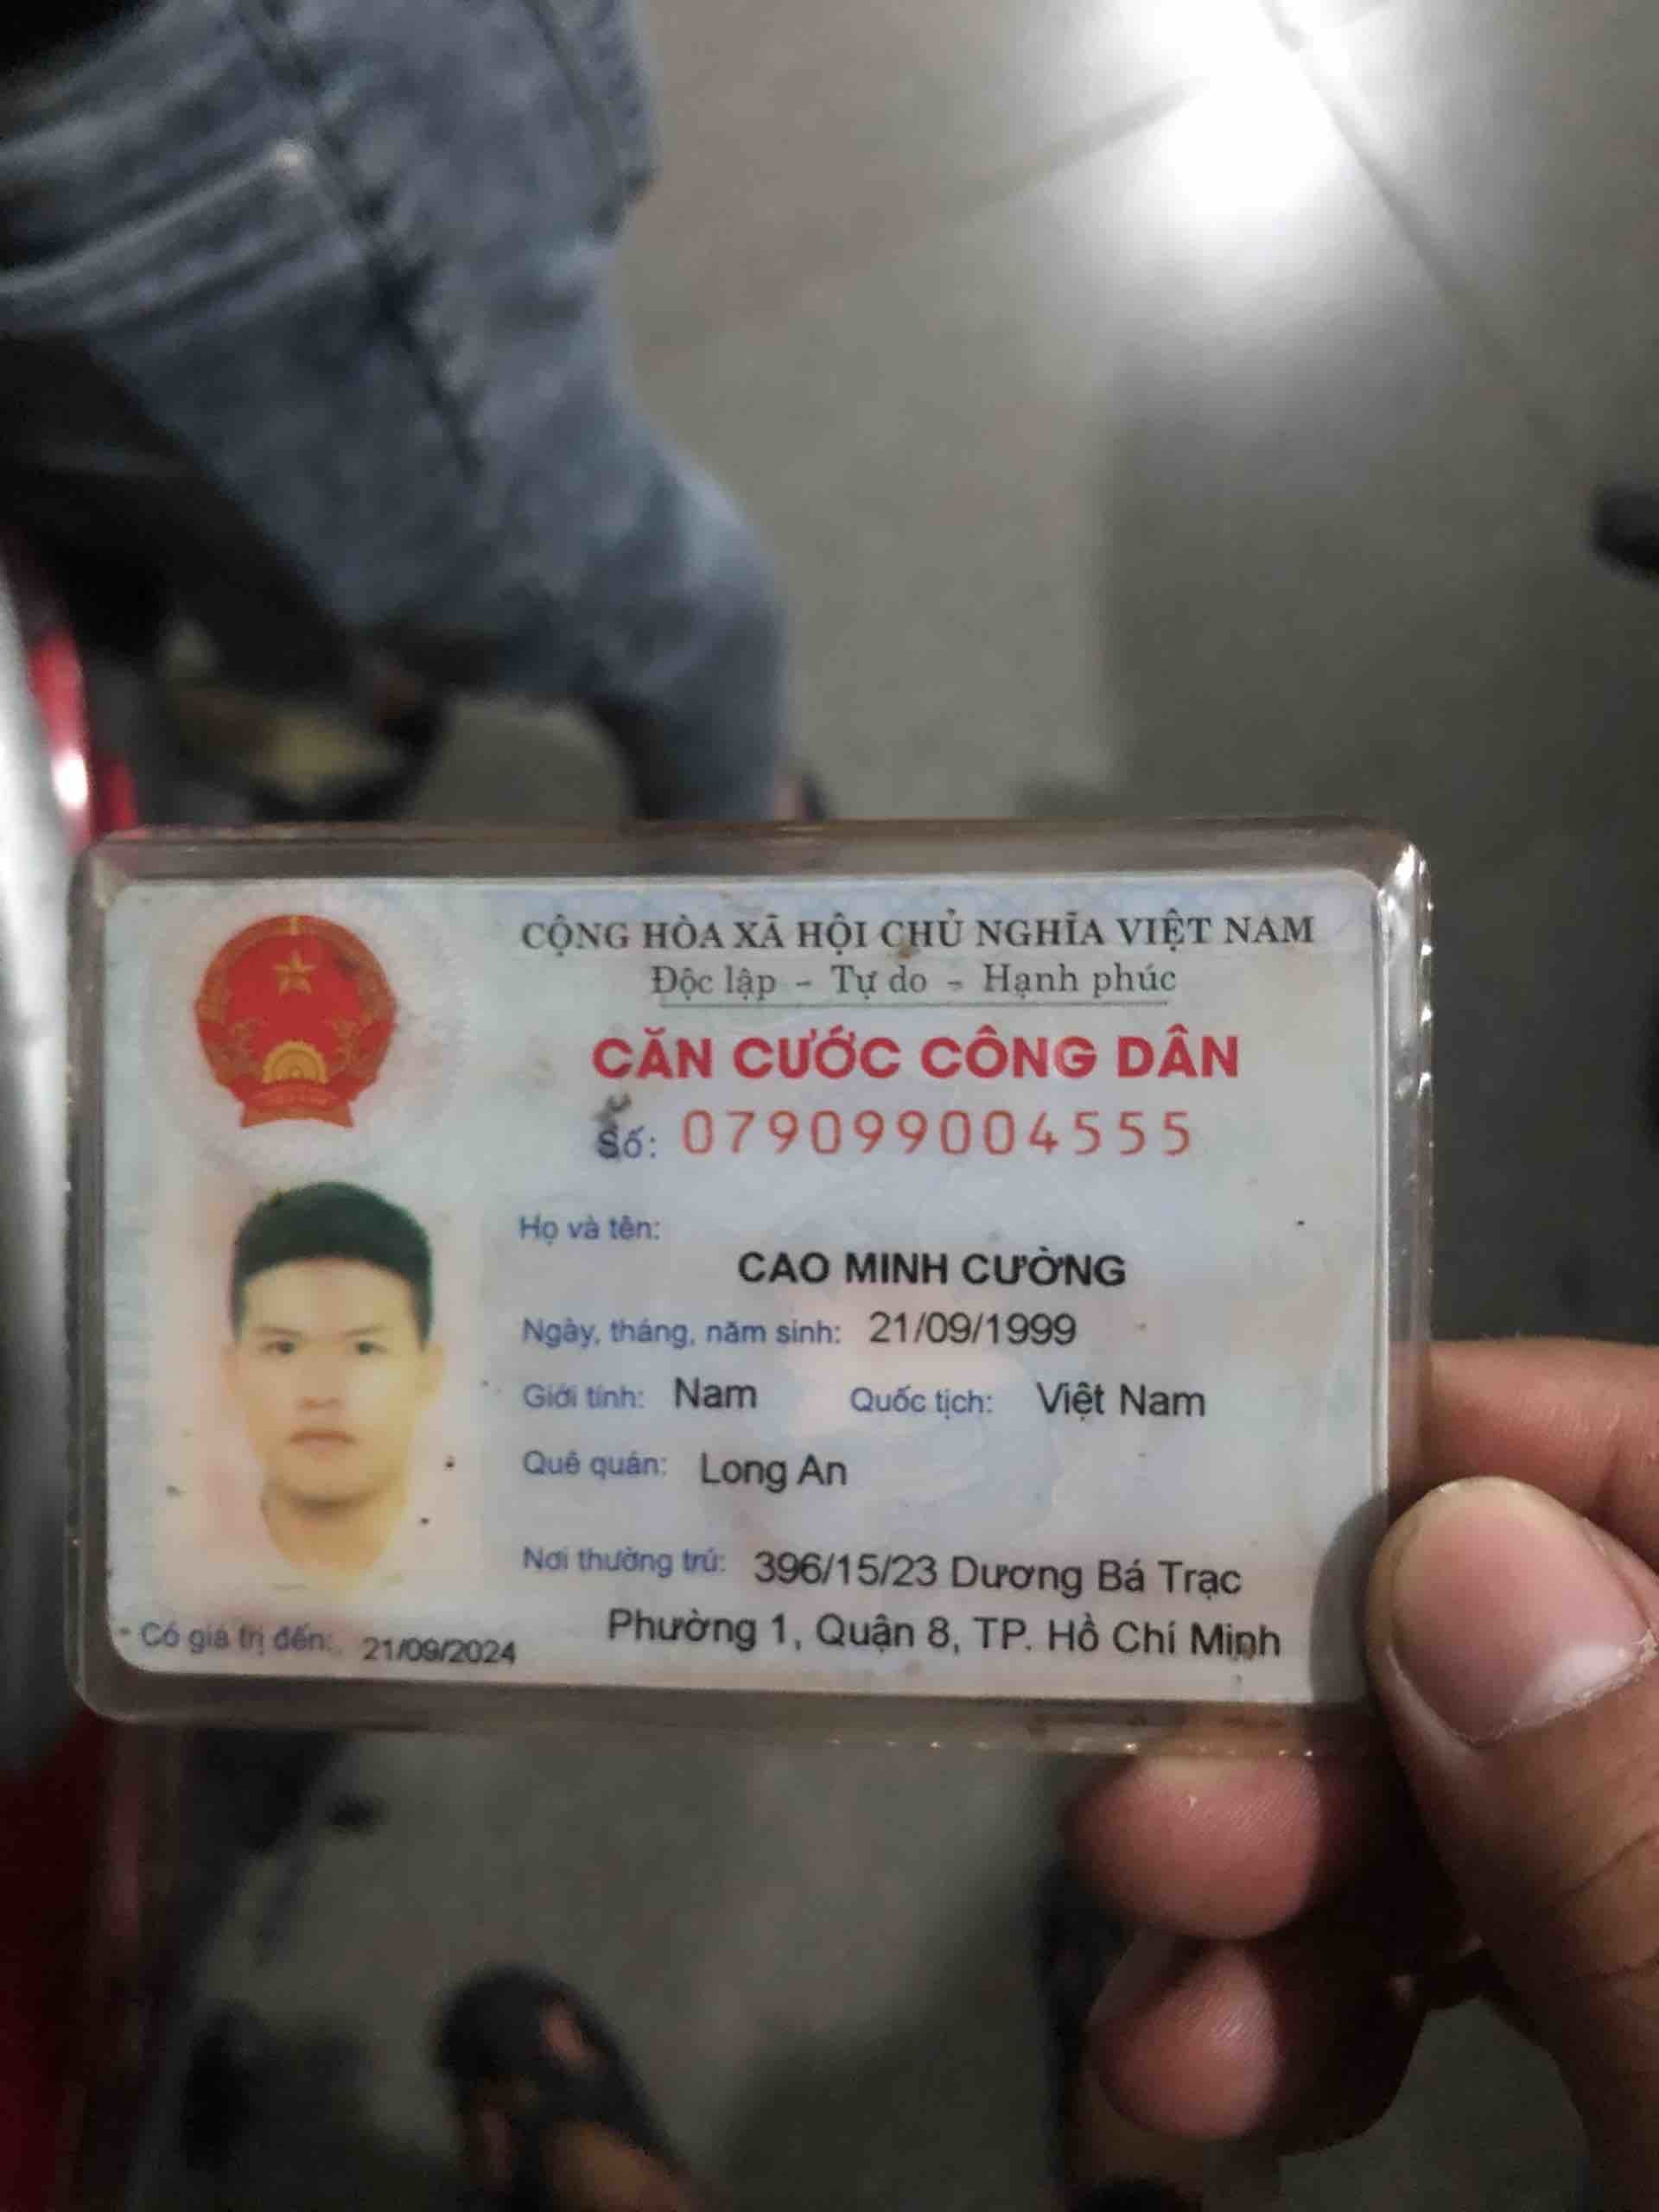 CỘNG HÒA XÃ HỘI CHỦ NGHĨA VIỆT NAM
Độc lập - Tự do - Hạnh phúc
CĂN CƯỚC CÔNG DÂN
Số: 079099004555
Họ và tên:
CAO MINH CƯỜNG
Ngày, tháng, năm sinh: 21/09/1999
Giới tính: Nam Quốc tịch: Việt Nam
Quê quán: Long An
Nơi thường trú: 396/15/23 Dương Bá Trạc
Phường 1, Quận 8, TP. Hồ Chí Minh
Có giá trị đến: 21/09/2024